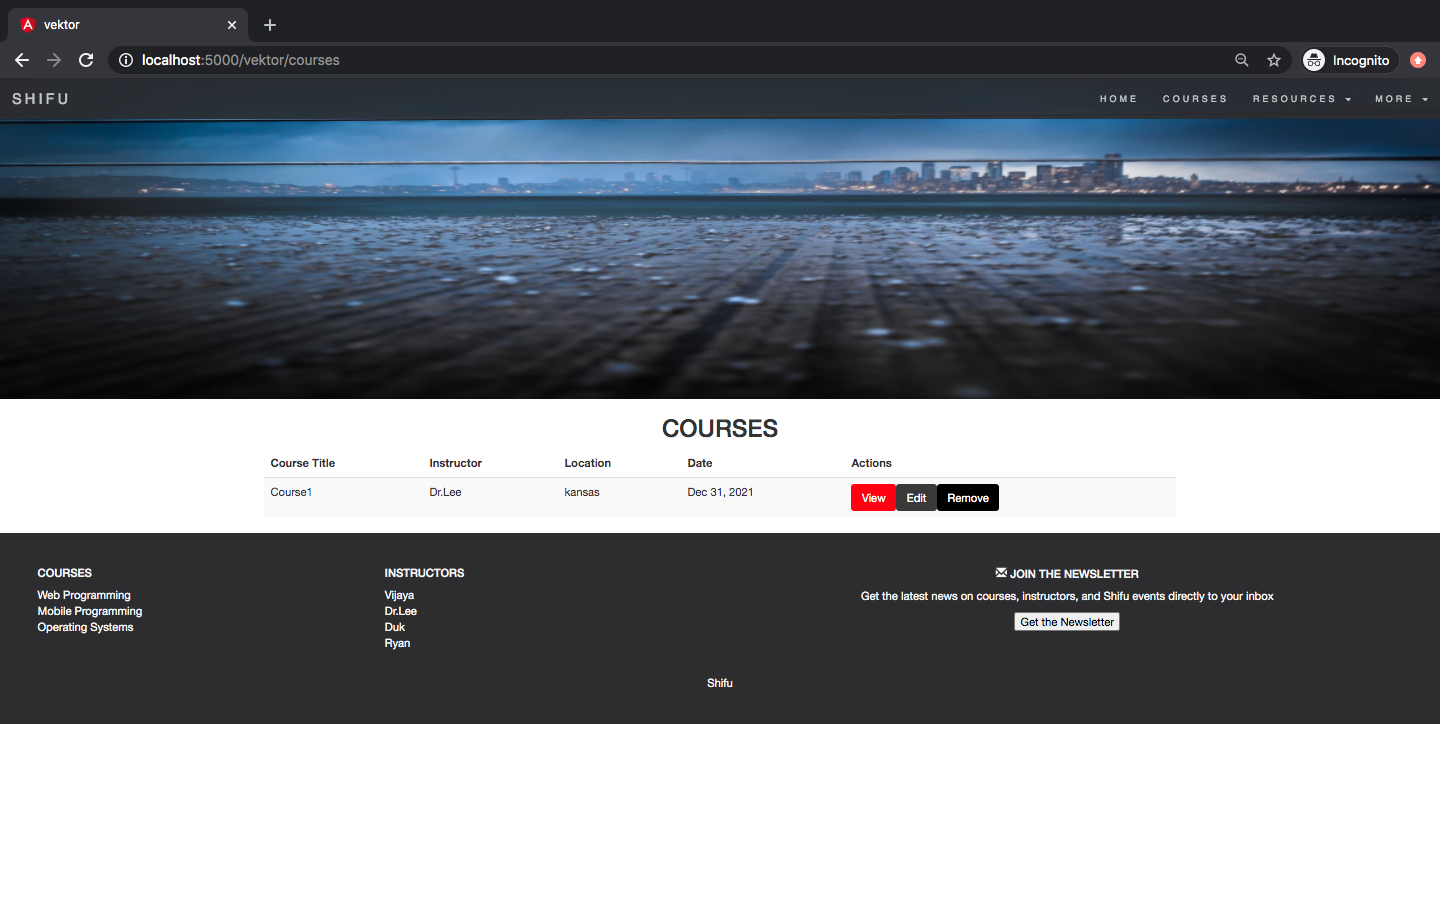 vektor
localhost:5000/vektor/courses
Incognito
SHIFU
HOME COURSES RESOURCES MORE
COURSES
Course Title Instructor Location Date Actions
Course1 Dr.Lee kansas Dec 31, 2021 View Edit Remove
COURSES
Web Programming
Mobile Programming
Operating Systems
INSTRUCTORS
Vijaya
Dr.Lee
Duk
Ryan
JOIN THE NEWSLETTER
Get the latest news on courses, instructors, and Shifu events directly to your inbox
Get the Newsletter
Shifu